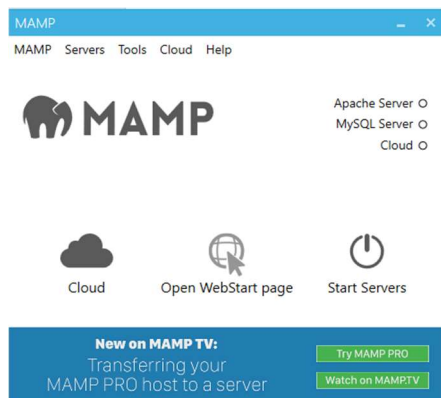 MAMP
MAMP Servers Tools Cloud Help
MAMP
Apache Server
MySQL Server
Cloud
Cloud
Open WebStart page
Start Servers
New on MAMP TV:
Transferring your
MAMP PRO host to a server
Try MAMP PRO
Watch on MAMP.TV